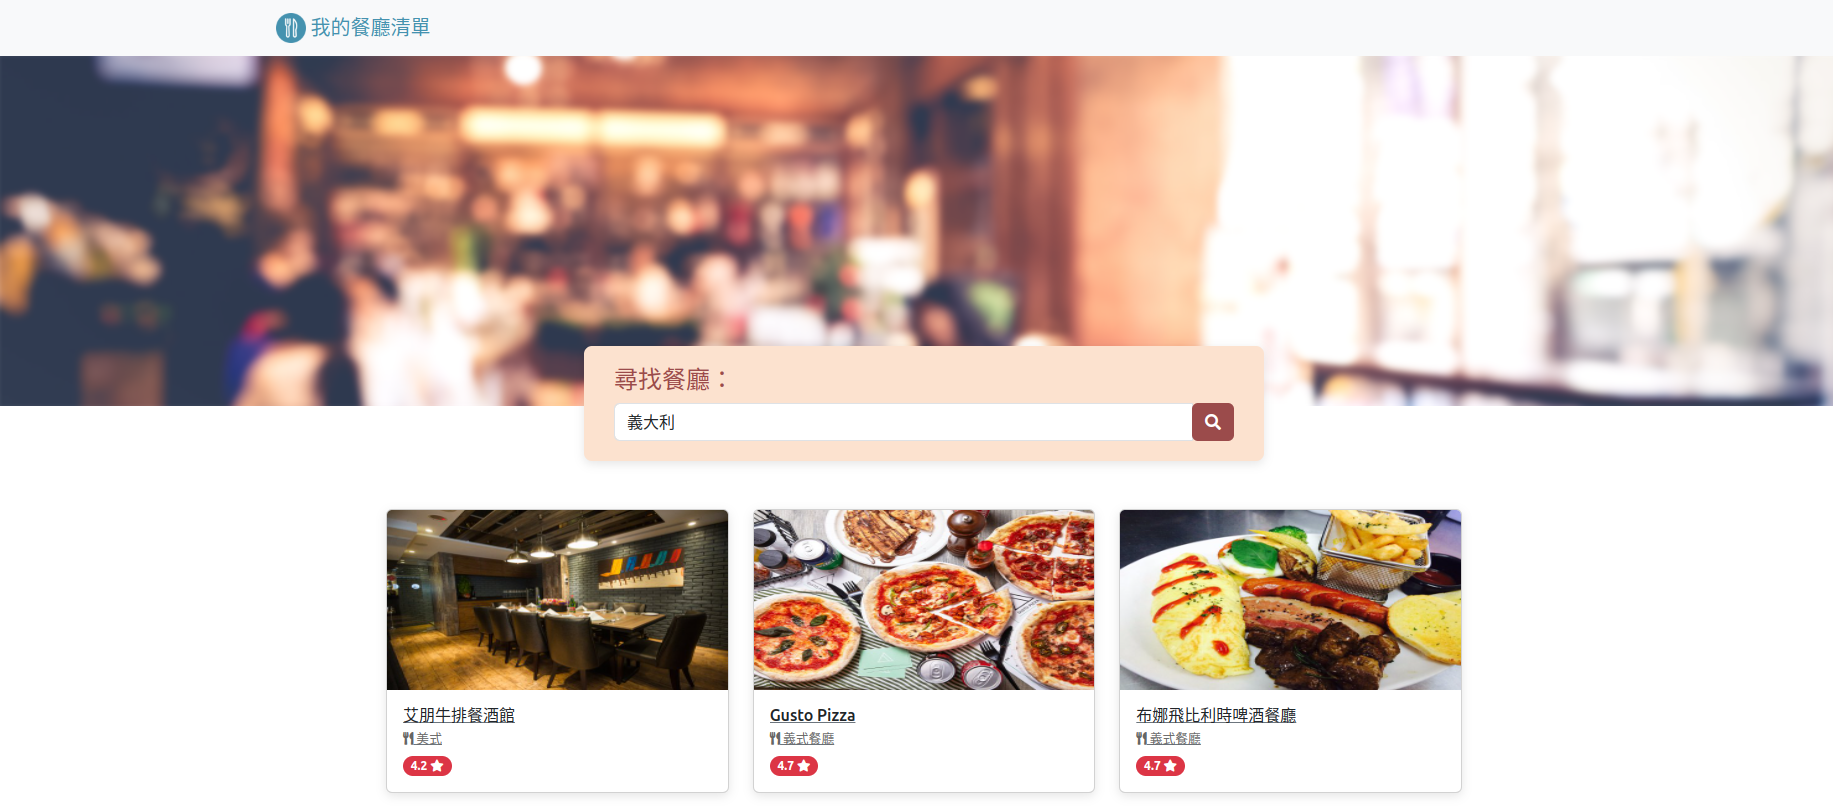 我的餐廳清單
尋找餐廳：
義大利
艾朋牛排餐酒館
美式
4.2
Gusto Pizza
義式餐廳
4.7
布娜飛比利時啤酒餐廳
義式餐廳
4.7